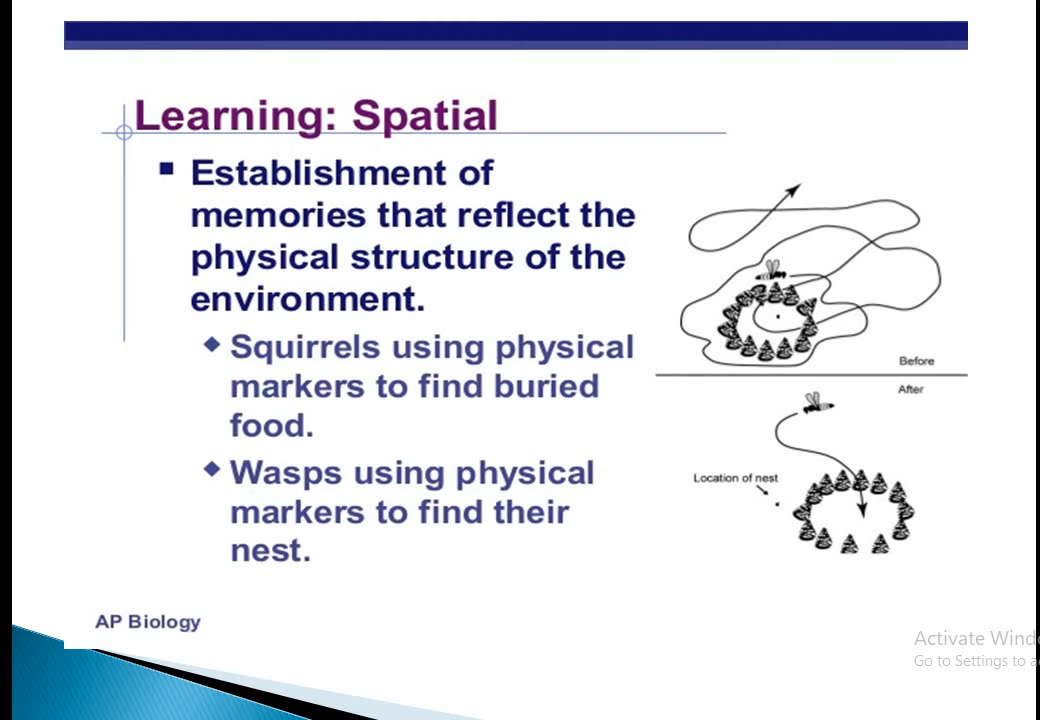 Learning: Spatial
Establishment of
memories that reflect the
physical structure of the
environment.
Squirrels using physical
markers to find buried
food.
Wasps using physical
markers to find their
nest.
Before
After
Location of nest
AP Biology
Activate Wind
Go to Settings to a